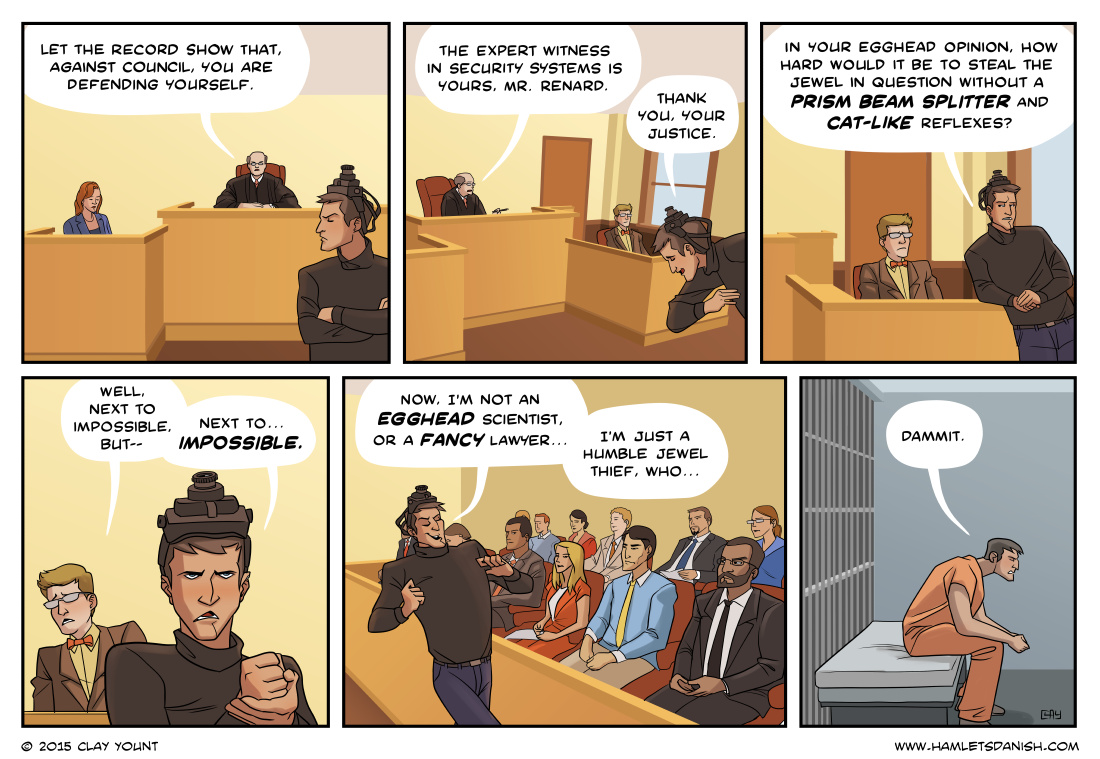 LET THE RECORD SHOW THAT,
AGAINST COUNCIL, YOU ARE
DEFENDING YOURSELF.
THE EXPERT WITNESS
IN SECURITY SYSTEMS IS
YOURS, MR. RENARD.
THANK
YOU, YOUR
JUSTICE.
IN YOUR EGGHEAD OPINION, HOW
HARD WOULD IT BE TO STEAL THE
JEWEL IN QUESTION WITHOUT A
PRISM BEAM SPLITTER AND
CAT-LIKE REFLEXES?
WELL,
NEXT TO
IMPOSSIBLE,
BUT--
NEXT TO...
IMPOSSIBLE.
NOW, I'M NOT AN
EGGHEAD SCIENTIST,
OR A FANCY LAWYER...
I'M JUST A
HUMBLE JEWEL
THIEF, WHO...
DAMMIT.
CLAY
© 2015 CLAY YOUNT
WWW.HAMLETSDANISH.COM